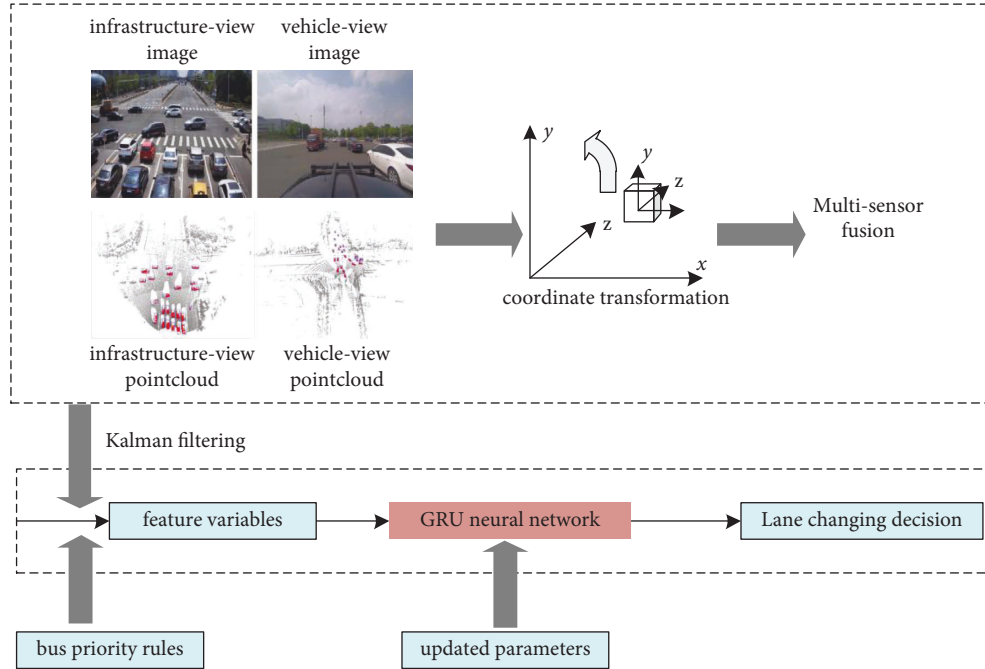 infrastructure-view
image
vehicle-view
image
infrastructure-view
pointcloud
vehicle-view
pointcloud
y
z
x
y
z
coordinate transformation
Multi-sensor
fusion
Kalman filtering
feature variables
GRU neural network
Lane changing decision
bus priority rules
updated parameters